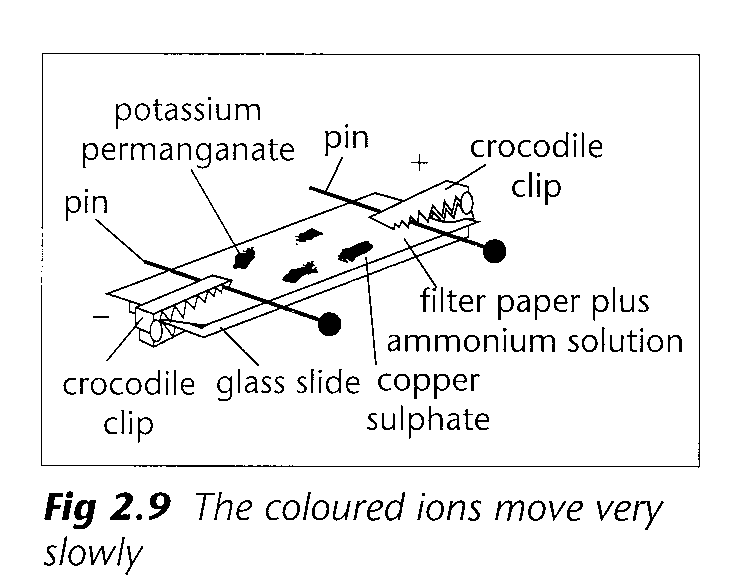 potassium
permanganate
pin
+
crocodile
clip
pin
−
filter paper plus
ammonium solution
crocodile
clip
glass slide
copper
sulphate
Fig 2.9 The coloured ions move very
slowly